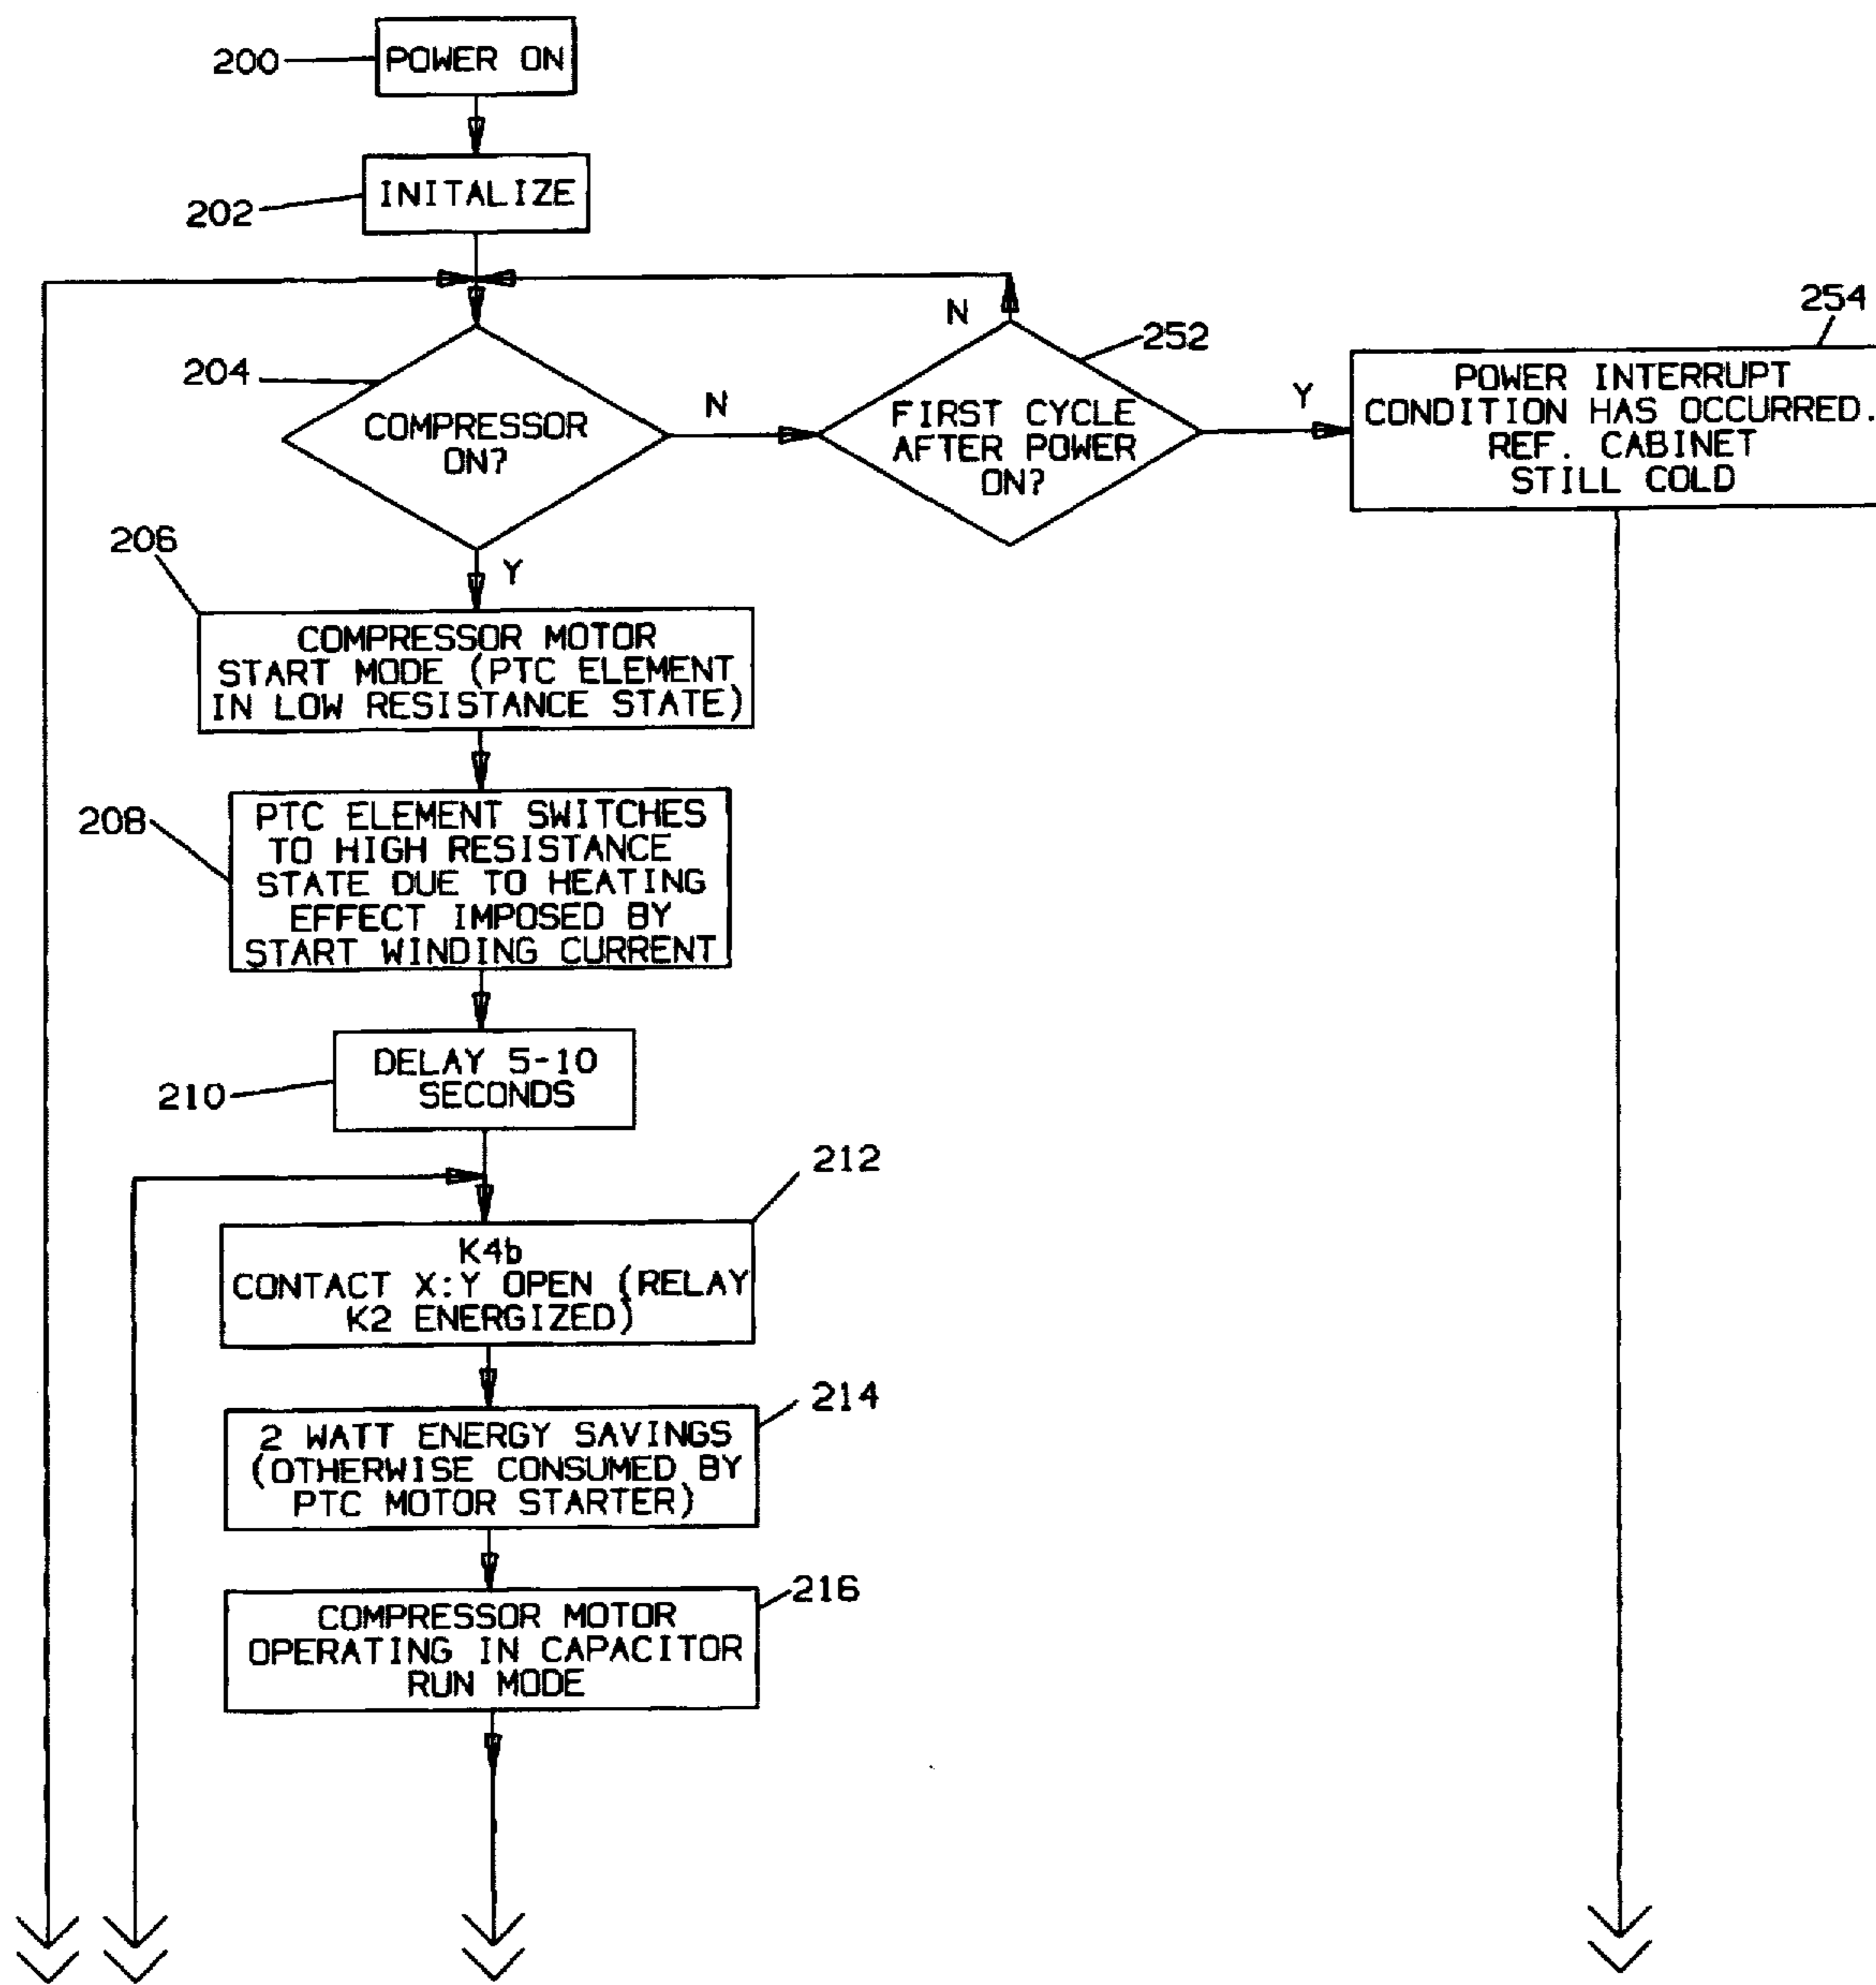 200
POWER ON
202
INITALIZE
204
COMPRESSOR
ON?
N
Y
252
FIRST CYCLE
AFTER POWER
ON?
N
Y
254
POWER INTERRUPT
CONDITION HAS OCCURRED.
REF. CABINET
STILL COLD
206
COMPRESSOR MOTOR
START MODE (PTC ELEMENT
IN LOW RESISTANCE STATE)
208
PTC ELEMENT SWITCHES
TO HIGH RESISTANCE
STATE DUE TO HEATING
EFFECT IMPOSED BY
START WINDING CURRENT
210
DELAY 5-10
SECONDS
212
K4b
CONTACT X:Y OPEN (RELAY
K2 ENERGIZED)
214
2 WATT ENERGY SAVINGS
(OTHERWISE CONSUMED BY
PTC MOTOR STARTER)
216
COMPRESSOR MOTOR
OPERATING IN CAPACITOR
RUN MODE